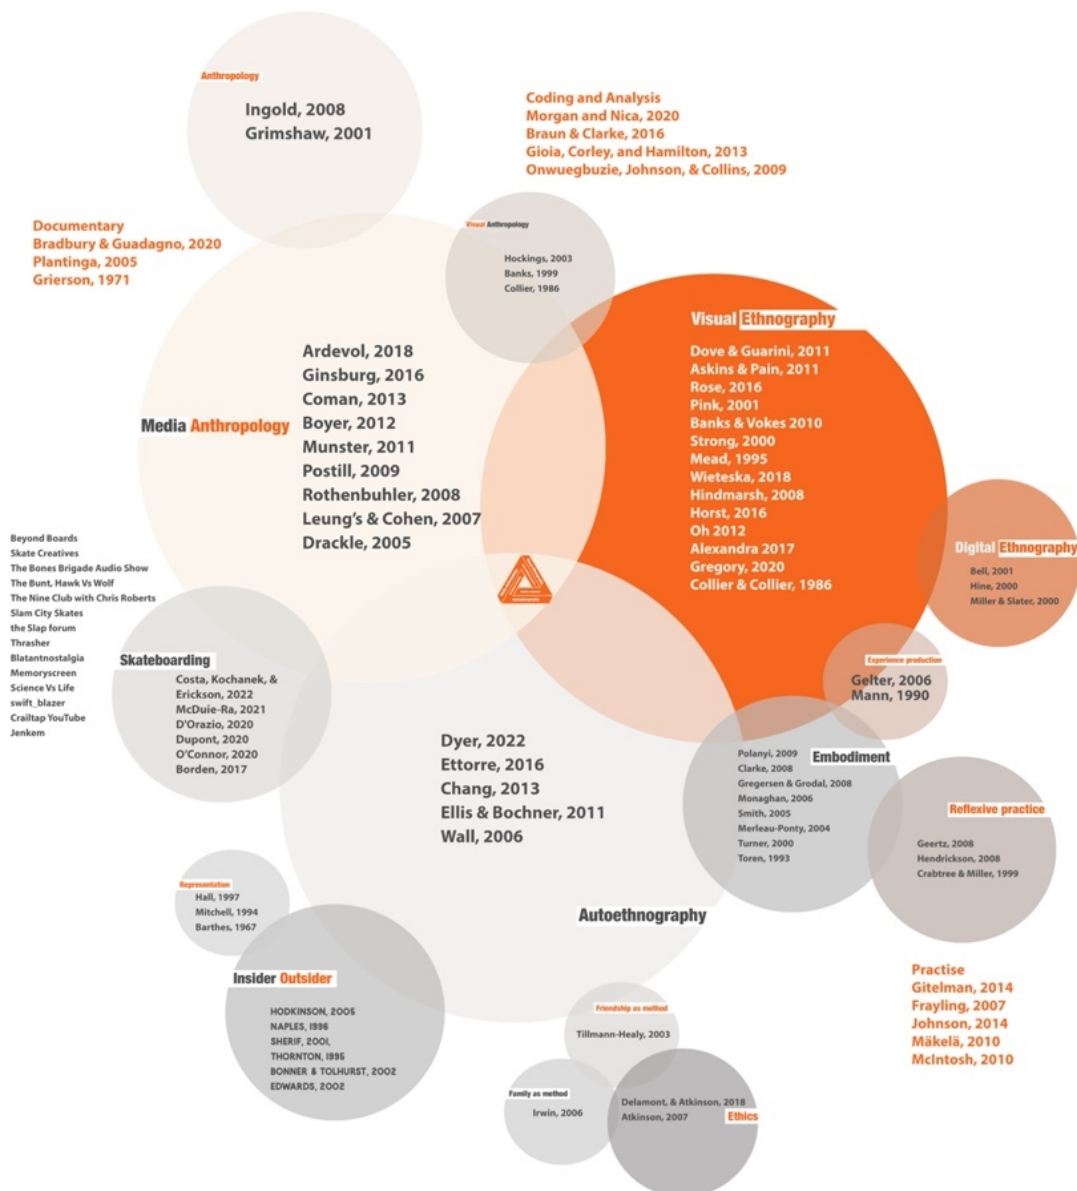 Anthropology
Ingold, 2008
Grimshaw, 2001
Coding and Analysis
Morgan and Nica, 2020
Braun & Clarke, 2016
Gioia, Corley, and Hamilton, 2013
Onwuegbuzie, Johnson, & Collins, 2009
Documentary
Bradbury & Guadagno, 2020
Plantinga, 2005
Grierson, 1971
Visual Anthropology
Hockings, 2003
Banks, 1999
Collier, 1986
Media Anthropology
Ardevol, 2018
Ginsburg, 2016
Coman, 2013
Boyer, 2012
Munster, 2011
Postill, 2009
Rothenbuhler, 2008
Leung's & Cohen, 2007
Drackle, 2005
Visual Ethnography
Dove & Guarini, 2011
Askins & Pain, 2011
Rose, 2016
Pink, 2001
Banks & Vokes 2010
Strong, 2000
Mead, 1995
Wieteska, 2018
Hindmarsh, 2008
Horst, 2016
Oh 2012
Alexandra 2017
Gregory, 2020
Collier & Collier, 1986
Digital Ethnography
Bell, 2001
Hine, 2000
Miller & Slater, 2000
Beyond Boards
Skate Creatives
The Bones Brigade Audio Show
The Bunt, Hawk Vs Wolf
The Nine Club with Chris Roberts
Slam City Skates
the Slap forum
Thrasher
Blatantnostalgia
Memoryscreen
Science Vs Life
swift_blazer
Crailtap YouTube
Jenkem
Skateboarding
Costa, Kochanek, &
Erickson, 2022
McDuie-Ra, 2021
D'Orazio, 2020
Dupont, 2020
O'Connor, 2020
Borden, 2017
Experience production
Gelter, 2006
Mann, 1990
Dyer, 2022
Ettorre, 2016
Chang, 2013
Ellis & Bochner, 2011
Wall, 2006
Autoethnography
Embodiment
Polanyi, 2009
Clarke, 2008
Gregersen & Grodal, 2008
Monaghan, 2006
Smith, 2005
Merleau-Ponty, 2004
Turner, 2000
Toren, 1993
Reflexive practice
Geertz, 2008
Hendrickson, 2008
Crabtree & Miller, 1999
Representation
Hall, 1997
Mitchell, 1994
Barthes, 1967
Insider Outsider
HODKINSON, 2005
NAPLES, 1996
SHERIF, 2001,
THORNTON, 1995
BONNER & TOLHURST, 2002
EDWARDS, 2002
Practise
Gitelman, 2014
Frayling, 2007
Johnson, 2014
Mäkelä, 2010
McIntosh, 2010
Friendship as method
Tillmann-Healy, 2003
Family as method
Irwin, 2006
Delamont, & Atkinson, 2018
Atkinson, 2007
Ethics